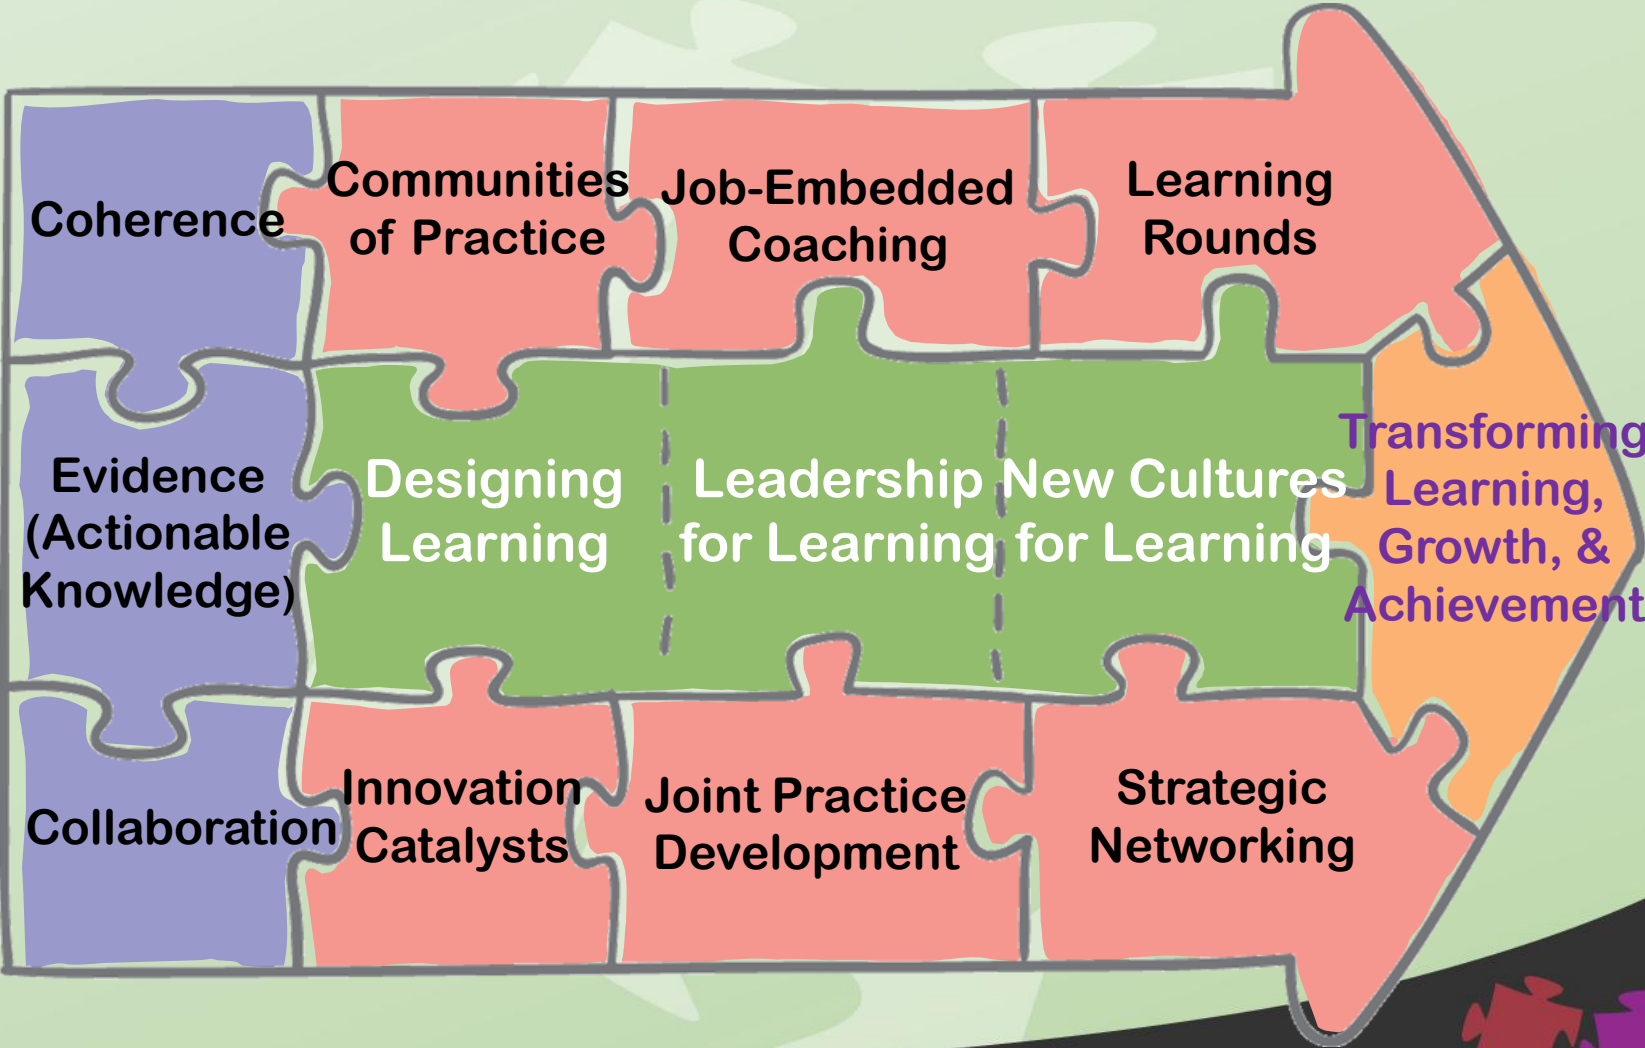 Coherence
Communities
of Practice
Job-Embedded
Coaching
Learning
Rounds
Evidence
(Actionable
Knowledge)
Designing
Learning
Leadership
for Learning
New Cultures
for Learning
Transforming
Learning,
Growth, &
Achievement
Collaboration
Innovation
Catalysts
Joint Practice
Development
Strategic
Networking